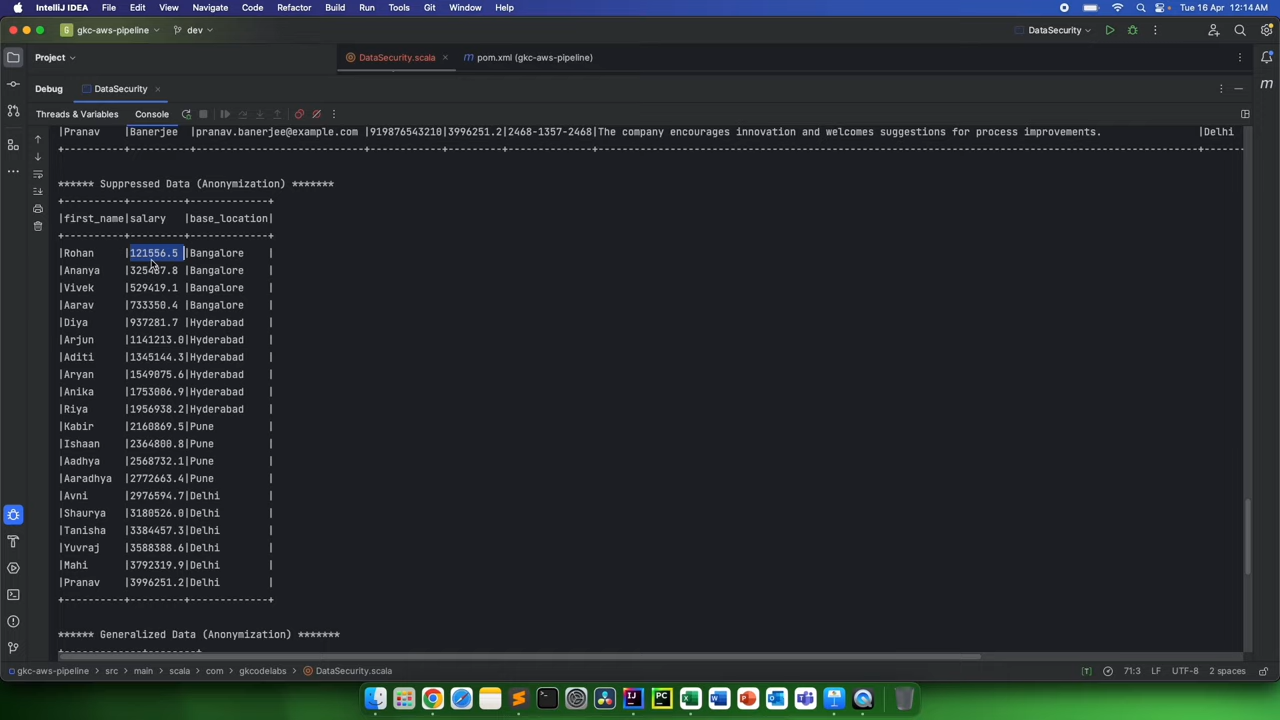 IntelliJ IDEA File Edit View Navigate Code Refactor Build Run Tools Git Window Help Tue 16 Apr 12:14 AM
G gkc-aws-pipeline dev DataSecurity
Project DataSecurity.scala m pom.xml (gkc-aws-pipeline)
Debug DataSecurity
Threads & Variables Console
|Pranav |Banerjee |pranav.banerjee@example.com |919876543210|3996251.2|2468-1357-2468|The company encourages innovation and welcomes suggestions for process improvements. |Delhi
****** Suppressed Data (Anonymization) *******
+----------+---------+-------------+
|first_name|salary |base_location|
+----------+---------+-------------+
|Rohan |121556.5 |Bangalore |
|Ananya |325487.8 |Bangalore |
|Vivek |529419.1 |Bangalore |
|Aarav |733350.4 |Bangalore |
|Diya |937281.7 |Hyderabad |
|Arjun |1141213.0|Hyderabad |
|Aditi |1345144.3|Hyderabad |
|Aryan |1549075.6|Hyderabad |
|Anika |1753006.9|Hyderabad |
|Riya |1956938.2|Hyderabad |
|Kabir |2160869.5|Pune |
|Ishaan |2364800.8|Pune |
|Aadhya |2568732.1|Pune |
|Aaradhya |2772663.4|Pune |
|Avni |2976594.7|Delhi |
|Shaurya |3180526.0|Delhi |
|Tanisha |3384457.3|Delhi |
|Yuvraj |3588388.6|Delhi |
|Mahi |3792319.9|Delhi |
|Pranav |3996251.2|Delhi |
+----------+---------+-------------+
****** Generalized Data (Anonymization) *******
gkc-aws-pipeline > src > main > scala > com > gkcodelabs > DataSecurity.scala 71:3 LF UTF-8 2 spaces